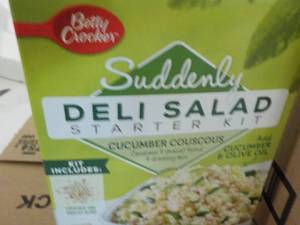 Betty
Crocker
Suddenly
DELI SALAD
STARTER KIT
CUCUMBER COUSCOUS
Add
CUCUMBER
& OLIVE OIL
KIT
INCLUDES:
CK